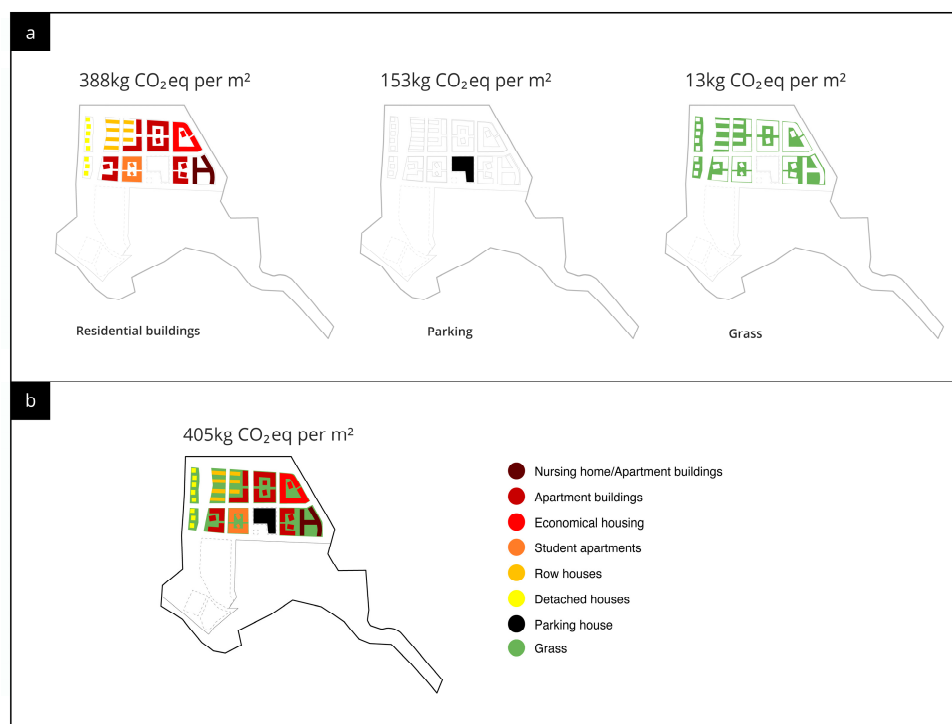 a
388kg CO₂eq per m²
153kg CO₂eq per m²
13kg CO₂eq per m²
Residential buildings
Parking
Grass
b
405kg CO₂eq per m²
Nursing home/Apartment buildings
Apartment buildings
Economical housing
Student apartments
Row houses
Detached houses
Parking house
Grass